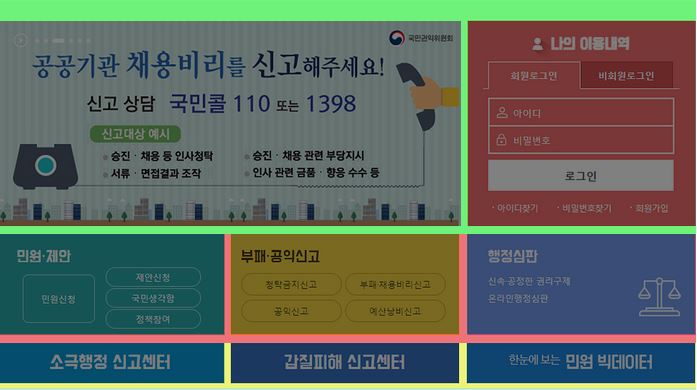 국민권익위원회
공공기관 채용비리를 신고해주세요!
신고 상담 국민콜 110 또는 1398
신고대상 예시
승진·채용 등 인사청탁
승진·채용 관련 부당지시
서류·면접결과 조작
인사 관련 금품·향응 수수 등
나의 이용내역
회원로그인 비회원로그인
아이디
비밀번호
로그인
· 아이디찾기 · 비밀번호찾기 · 회원가입
민원·제안
민원신청
제안신청
국민생각함
정책참여
부패·공익신고
청탁금지신고 부패·채용비리신고
공익신고 예산낭비신고
행정심판
신속·공정한 권리구제
온라인행정심판
소극행정 신고센터
갑질피해 신고센터
한눈에 보는 민원 빅데이터